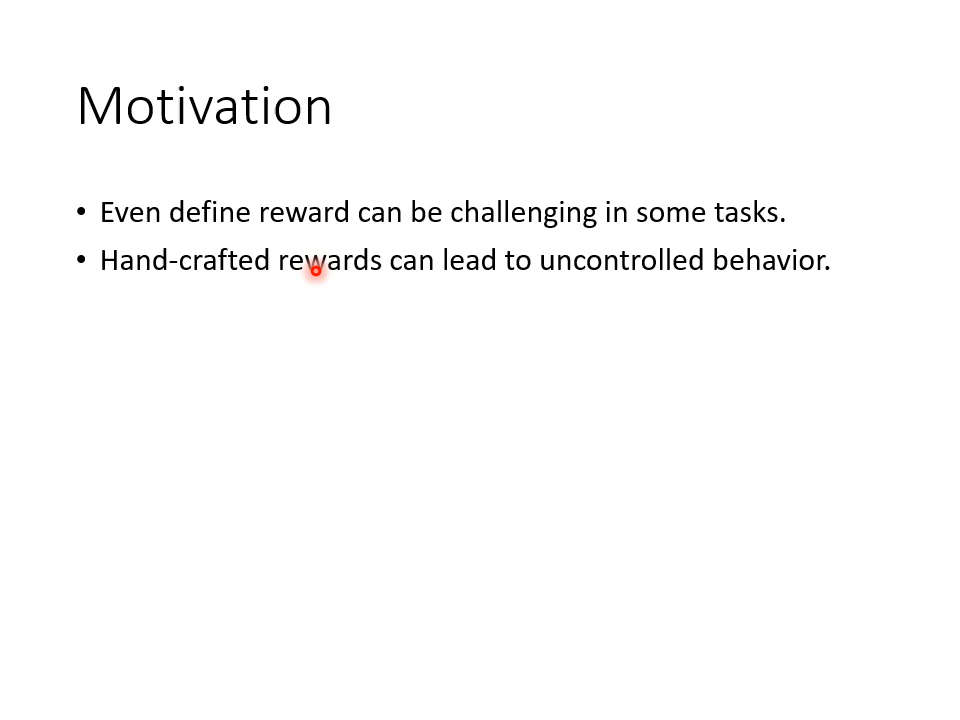 Motivation
• Even define reward can be challenging in some tasks.
• Hand-crafted rewards can lead to uncontrolled behavior.